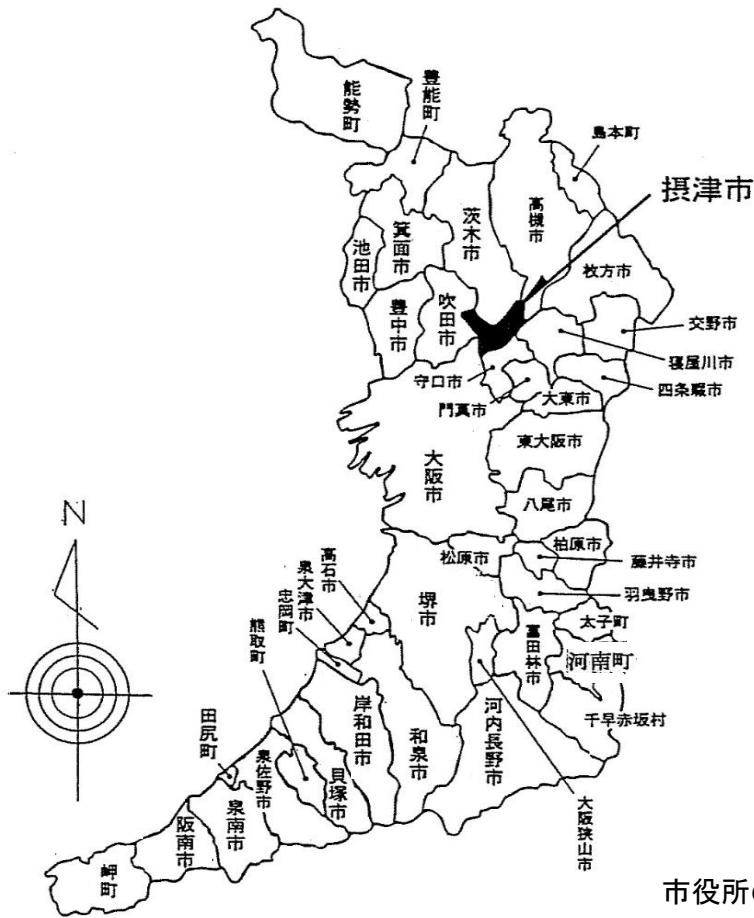 能勢町
豊能町
島本町
摂津市
高槻市
茨木市
箕面市
池田市
枚方市
吹田市
豊中市
交野市
寝屋川市
守口市
四条畷市
門真市
大東市
東大阪市
大阪市
八尾市
N
柏原市
松原市
藤井寺市
高石市
泉大津市
忠岡町
熊取町
羽曳野市
堺市
太子町
富田林市
河南町
岸和田市
千早赤坂村
和泉市
河内長野市
田尻町
泉佐野市
貝塚市
大阪狭山市
泉南市
阪南市
岬町
市役所